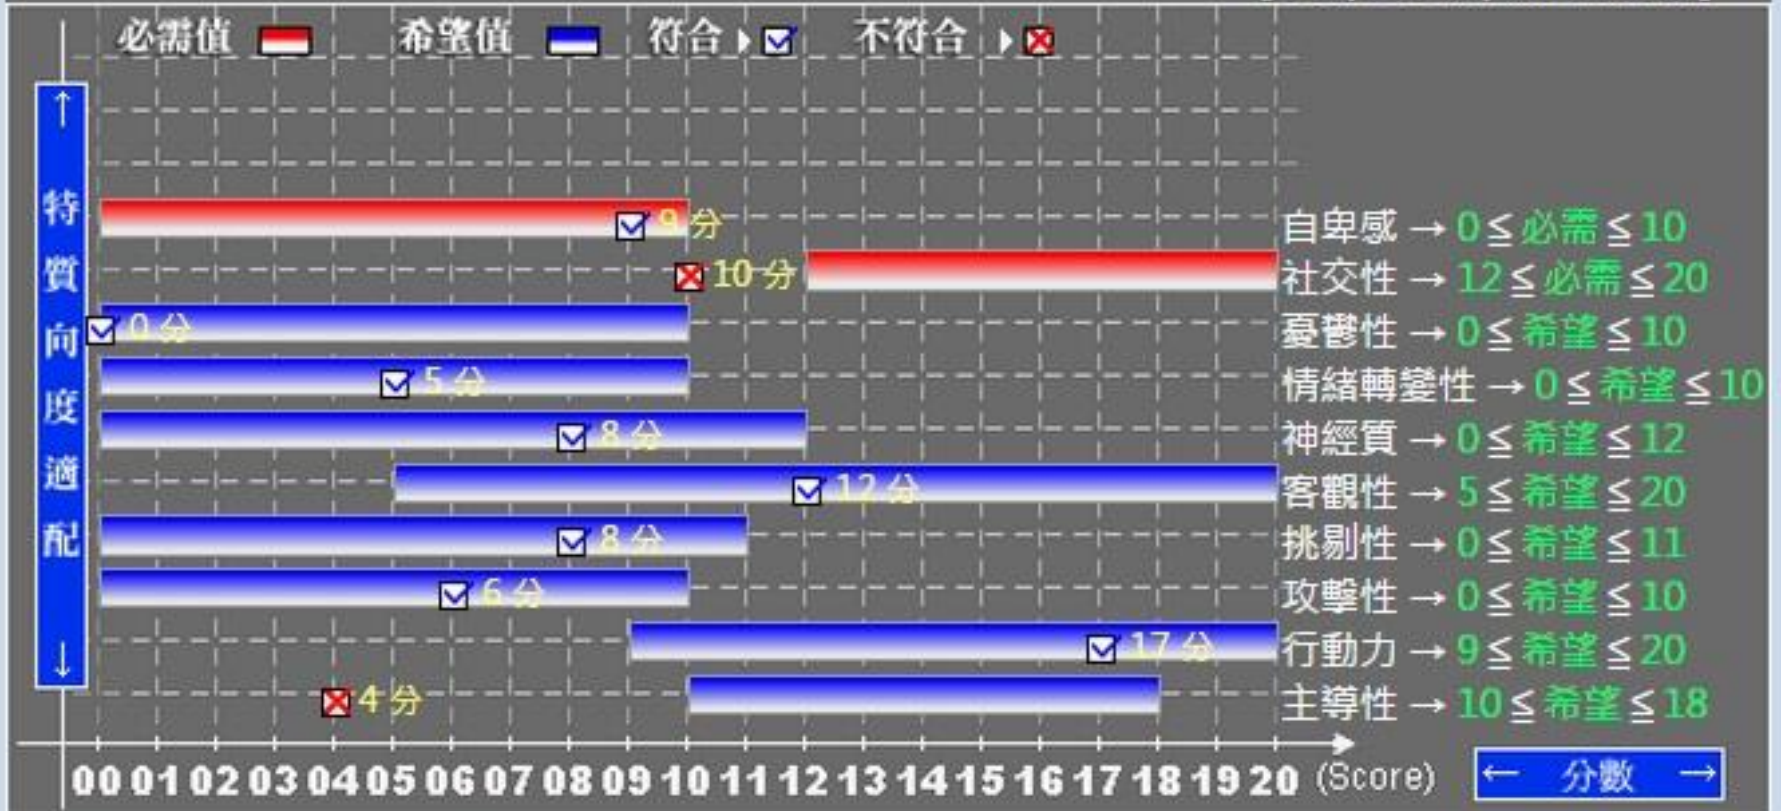 必需值 希望值 符合 不符合
↑ 特質向度適配 ↓
9 分 自卑感 → 0 ≦ 必需 ≦ 10
10 分 社交性 → 12 ≦ 必需 ≦ 20
0 分 憂鬱性 → 0 ≦ 希望 ≦ 10
5 分 情緒轉變性 → 0 ≦ 希望 ≦ 10
8 分 神經質 → 0 ≦ 希望 ≦ 12
12 分 客觀性 → 5 ≦ 希望 ≦ 20
8 分 挑剔性 → 0 ≦ 希望 ≦ 11
6 分 攻擊性 → 0 ≦ 希望 ≦ 10
17 分 行動力 → 9 ≦ 希望 ≦ 20
4 分 主導性 → 10 ≦ 希望 ≦ 18
00 01 02 03 04 05 06 07 08 09 10 11 12 13 14 15 16 17 18 19 20 (Score) ← 分數 →